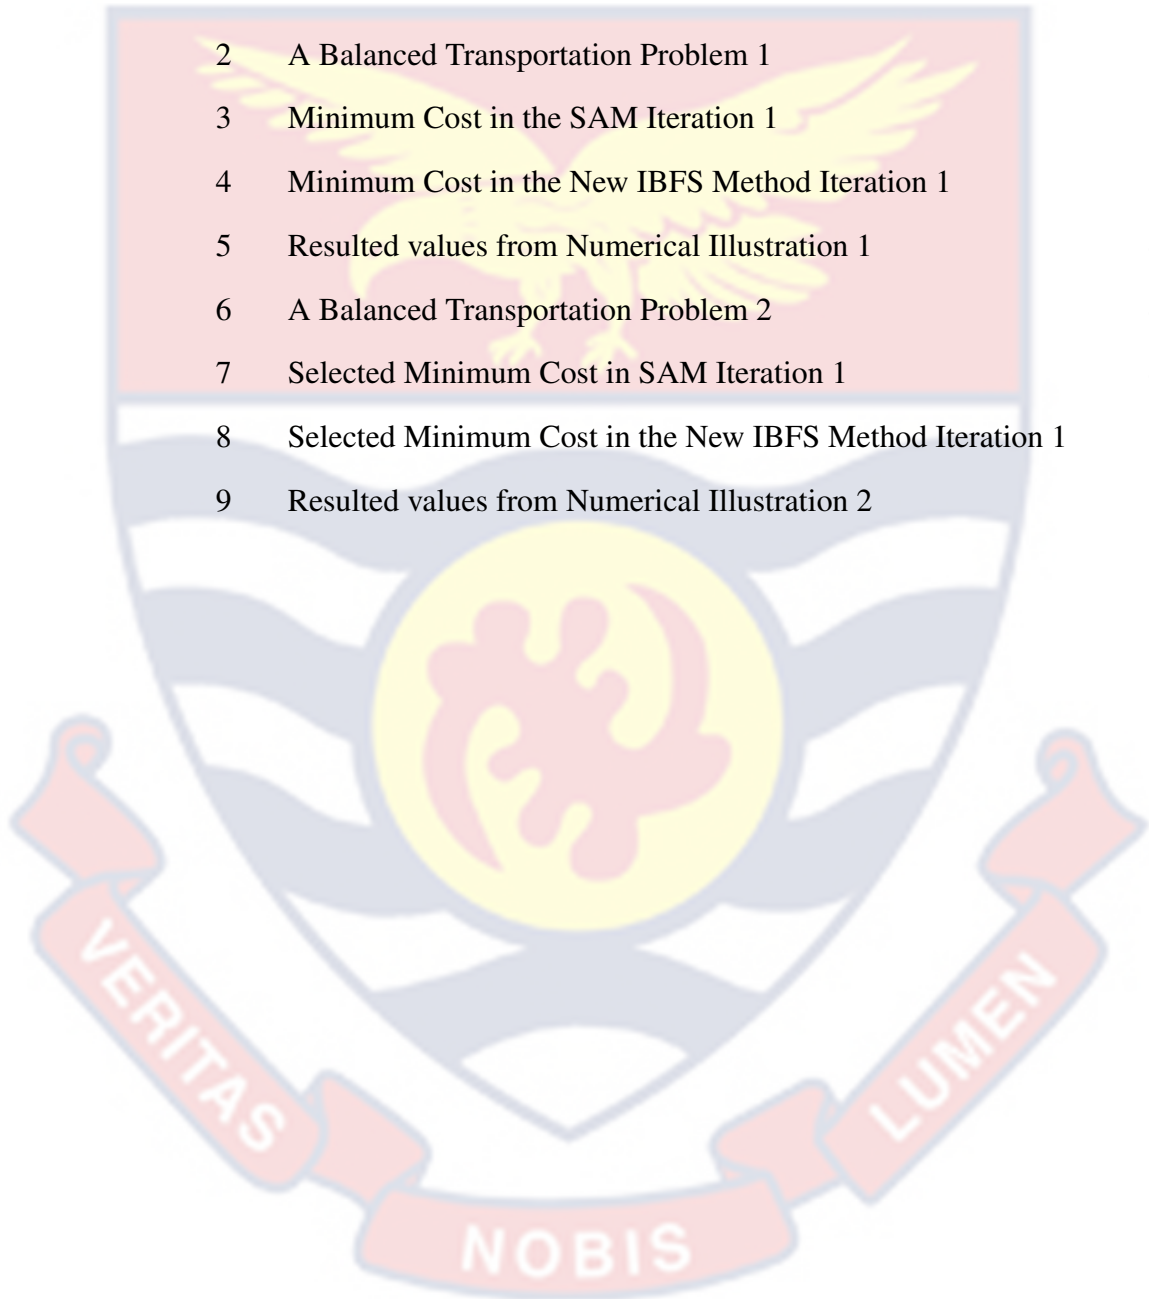 2 A Balanced Transportation Problem 1
3 Minimum Cost in the SAM Iteration 1
4 Minimum Cost in the New IBFS Method Iteration 1
5 Resulted values from Numerical Illustration 1
6 A Balanced Transportation Problem 2
7 Selected Minimum Cost in SAM Iteration 1
8 Selected Minimum Cost in the New IBFS Method Iteration 1
9 Resulted values from Numerical Illustration 2
VERITAS
NOBIS
LUMEN